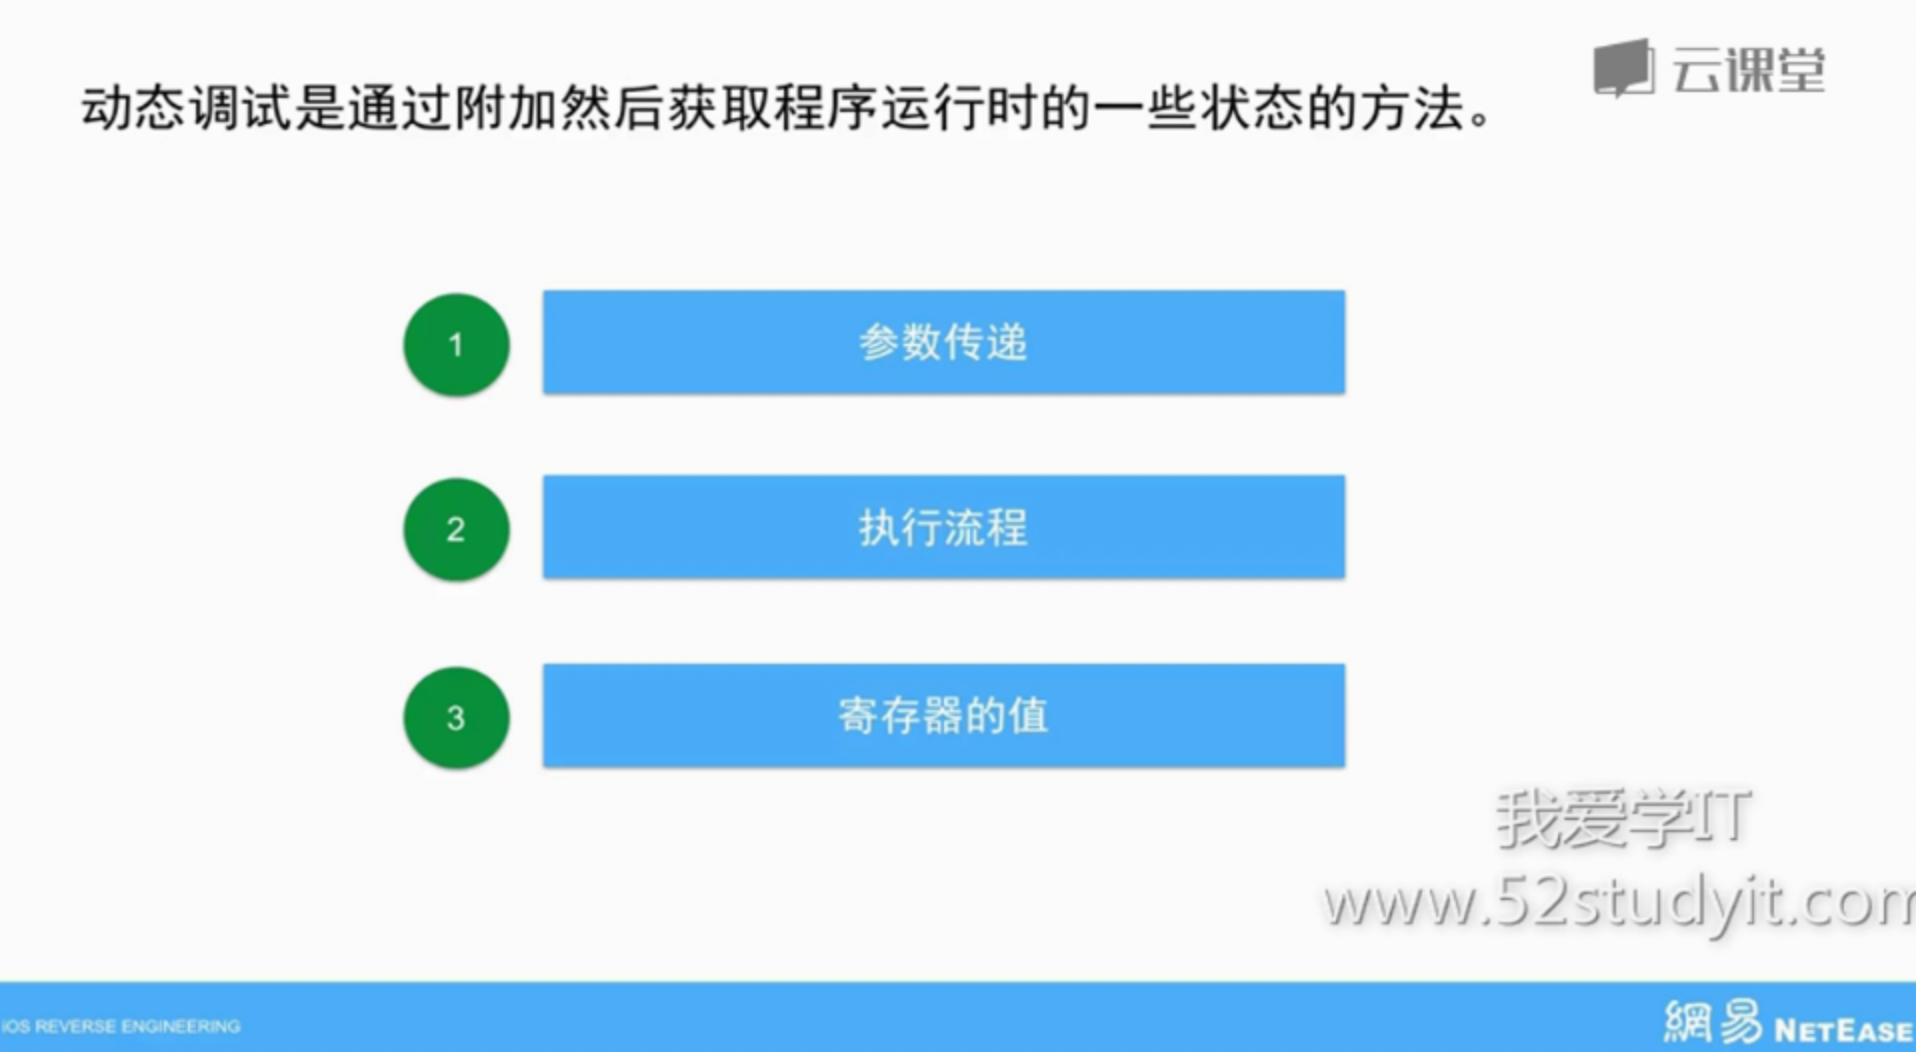 云课堂
动态调试是通过附加然后获取程序运行时的一些状态的方法。
1 参数传递
2 执行流程
3 寄存器的值
我爱学IT
www.52studyit.com
iOS REVERSE ENGINEERING
網易 NETEASE